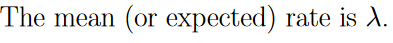 The mean (or expected) rate is λ.